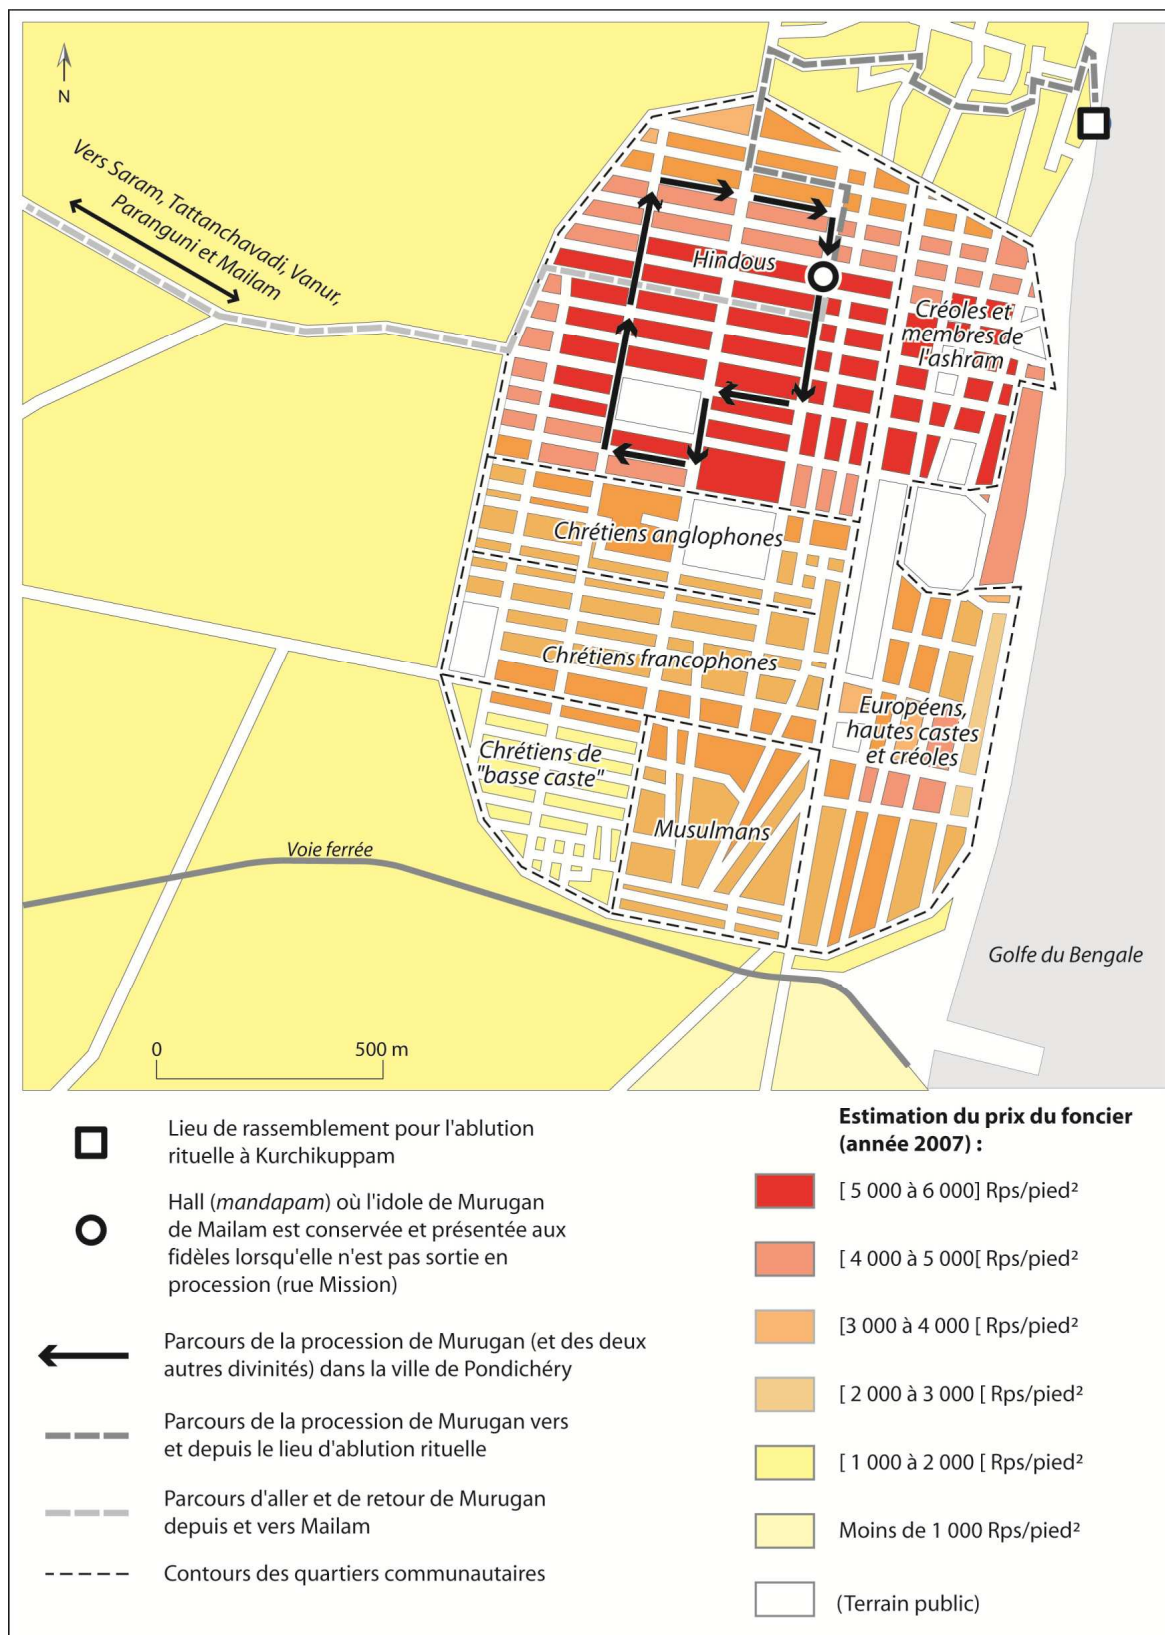 N
Vers Saram, Tattanchavadi, Vanur,
Paranguni et Mailam
Hindous
Créoles et
membres de
l'ashram
Chrétiens anglophones
Chrétiens francophones
Européens,
hautes castes
et créoles
Chrétiens de
"basse caste"
Musulmans
Voie ferrée
Golfe du Bengale
0 500 m
Lieu de rassemblement pour l'ablution
rituelle à Kurchikuppam
Hall (mandapam) où l'idole de Murugan
de Mailam est conservée et présentée aux
fidèles lorsqu'elle n'est pas sortie en
procession (rue Mission)
Parcours de la procession de Murugan (et des deux
autres divinités) dans la ville de Pondichéry
Parcours de la procession de Murugan vers
et depuis le lieu d'ablution rituelle
Parcours d'aller et de retour de Murugan
depuis et vers Mailam
Contours des quartiers communautaires
Estimation du prix du foncier
(année 2007) :
[ 5 000 à 6 000] Rps/pied²
[ 4 000 à 5 000[ Rps/pied²
[3 000 à 4 000 [ Rps/pied²
[ 2 000 à 3 000 [ Rps/pied²
[ 1 000 à 2 000 [ Rps/pied²
Moins de 1 000 Rps/pied²
(Terrain public)